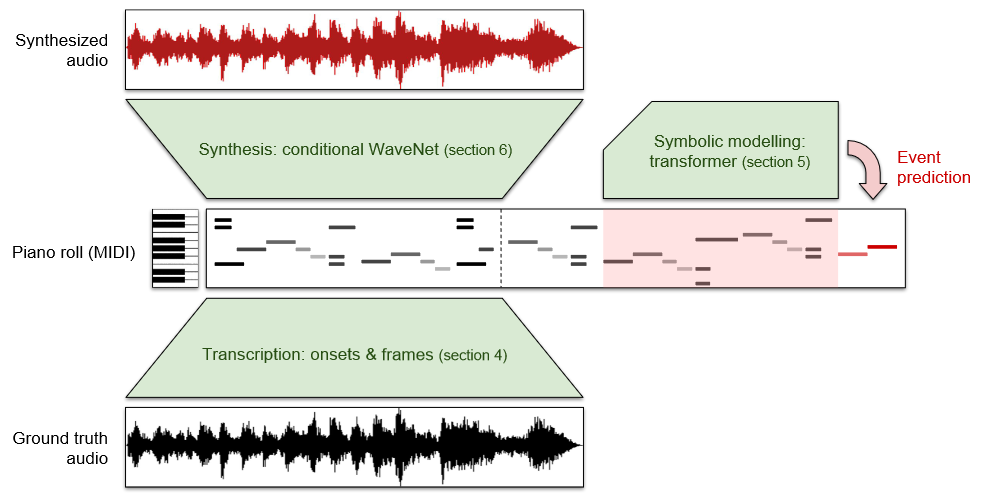 Synthesized
audio
Synthesis: conditional WaveNet (section 6)
Symbolic modelling:
transformer (section 5)
Event
prediction
Piano roll (MIDI)
Transcription: onsets & frames (section 4)
Ground truth
audio